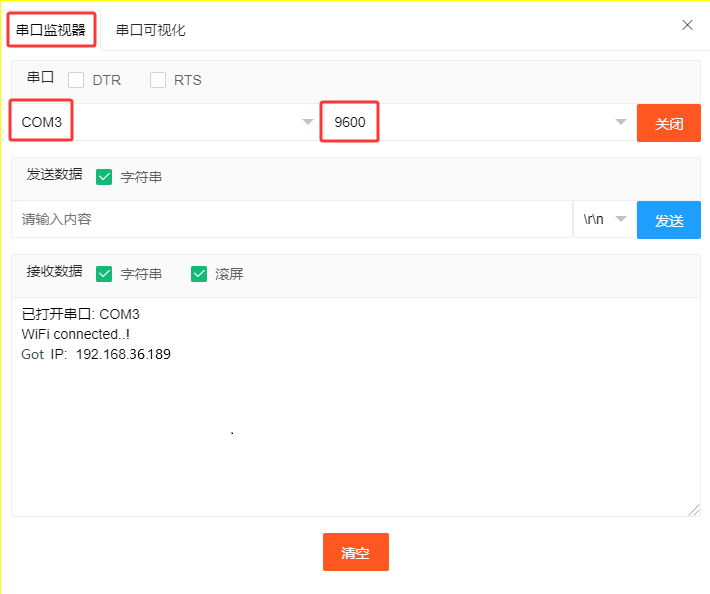 串口监视器 串口可视化
串口 DTR RTS
COM3 9600 关闭
发送数据 字符串
请输入内容 \r\n 发送
接收数据 字符串 滚屏
已打开串口: COM3
WiFi connected..!
Got IP: 192.168.36.189
.
清空